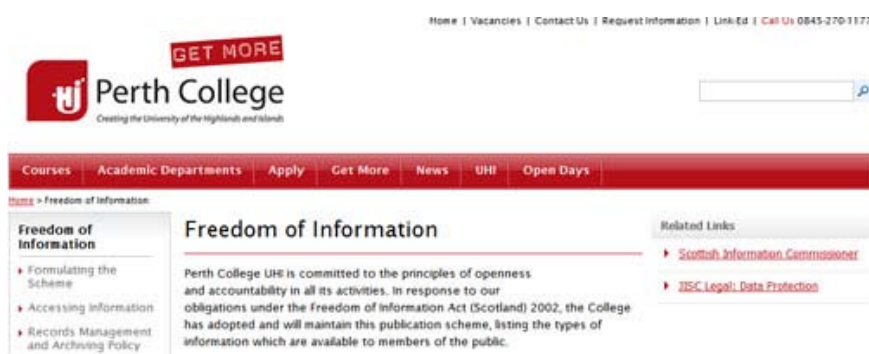 Home | Vacancies | Contact Us | Request Information | Link-Ed | Call Us 0845-270-1177
GET MORE
Perth College
Creating the University of the Highlands and Islands
Courses Academic Departments Apply Get More News UHI Open Days
Home > Freedom of Information
Freedom of
Information
Formulating the
Scheme
Accessing Information
Records Management
and Archiving Policy
Freedom of Information
Perth College UHI is committed to the principles of openness
and accountability in all its activities. In response to our
obligations under the Freedom of Information Act (Scotland) 2002, the College
has adopted and will maintain this publication scheme, listing the types of
information which are available to members of the public.
Related Links
Scottish Information Commissioner
JISC Legal: Data Protection